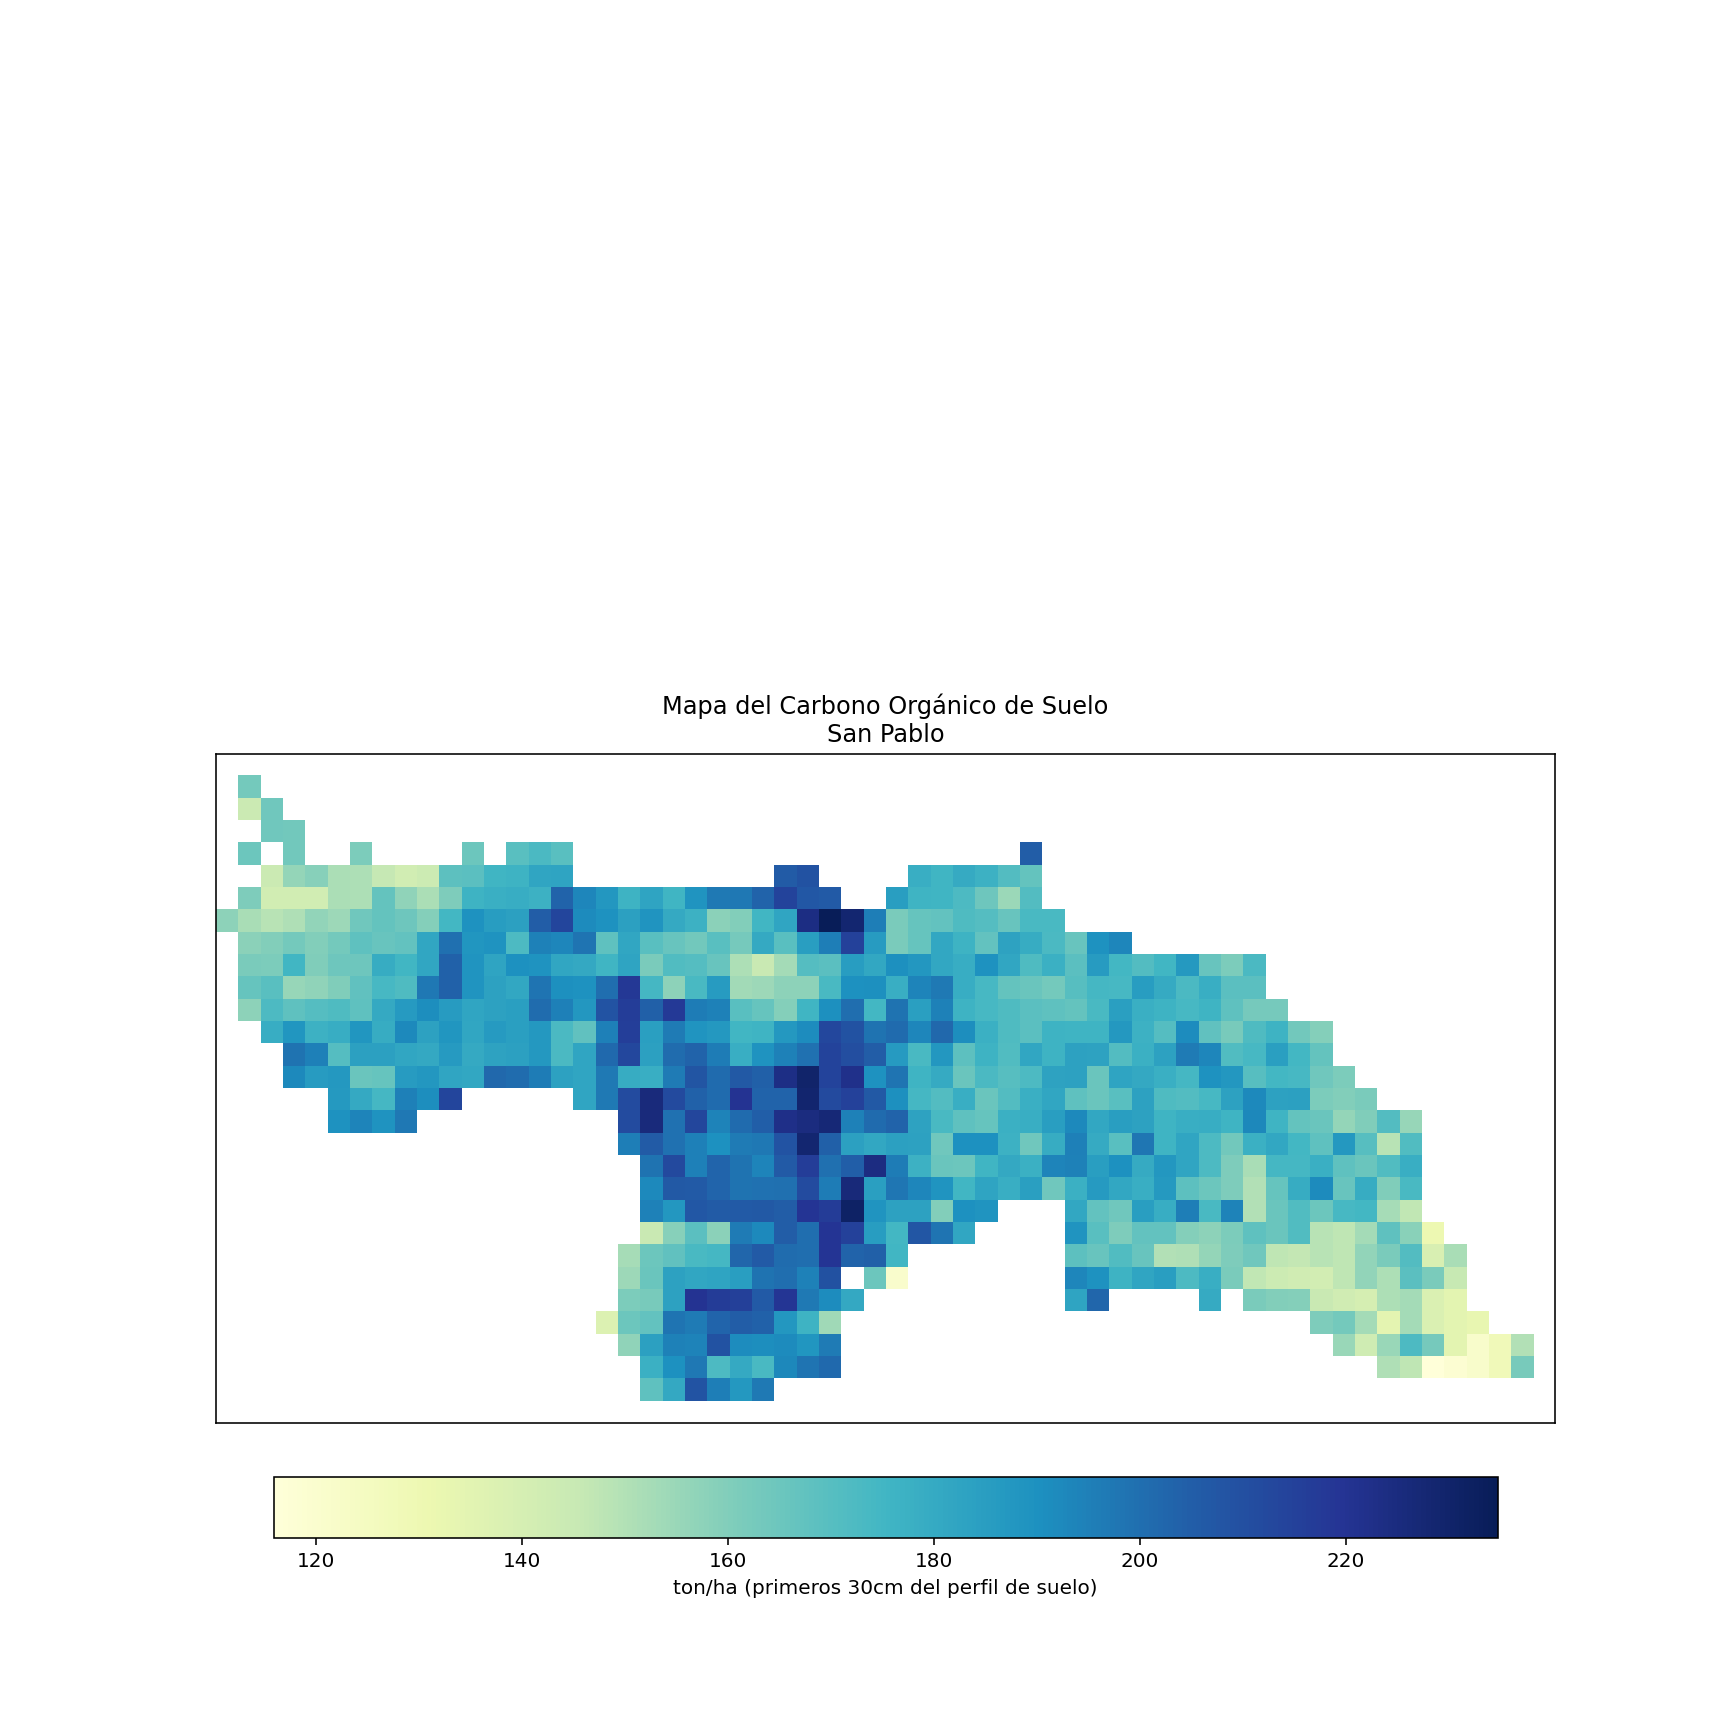 Mapa del Carbono Orgánico de Suelo
San Pablo
120 140 160 180 200 220
ton/ha (primeros 30cm del perfil de suelo)